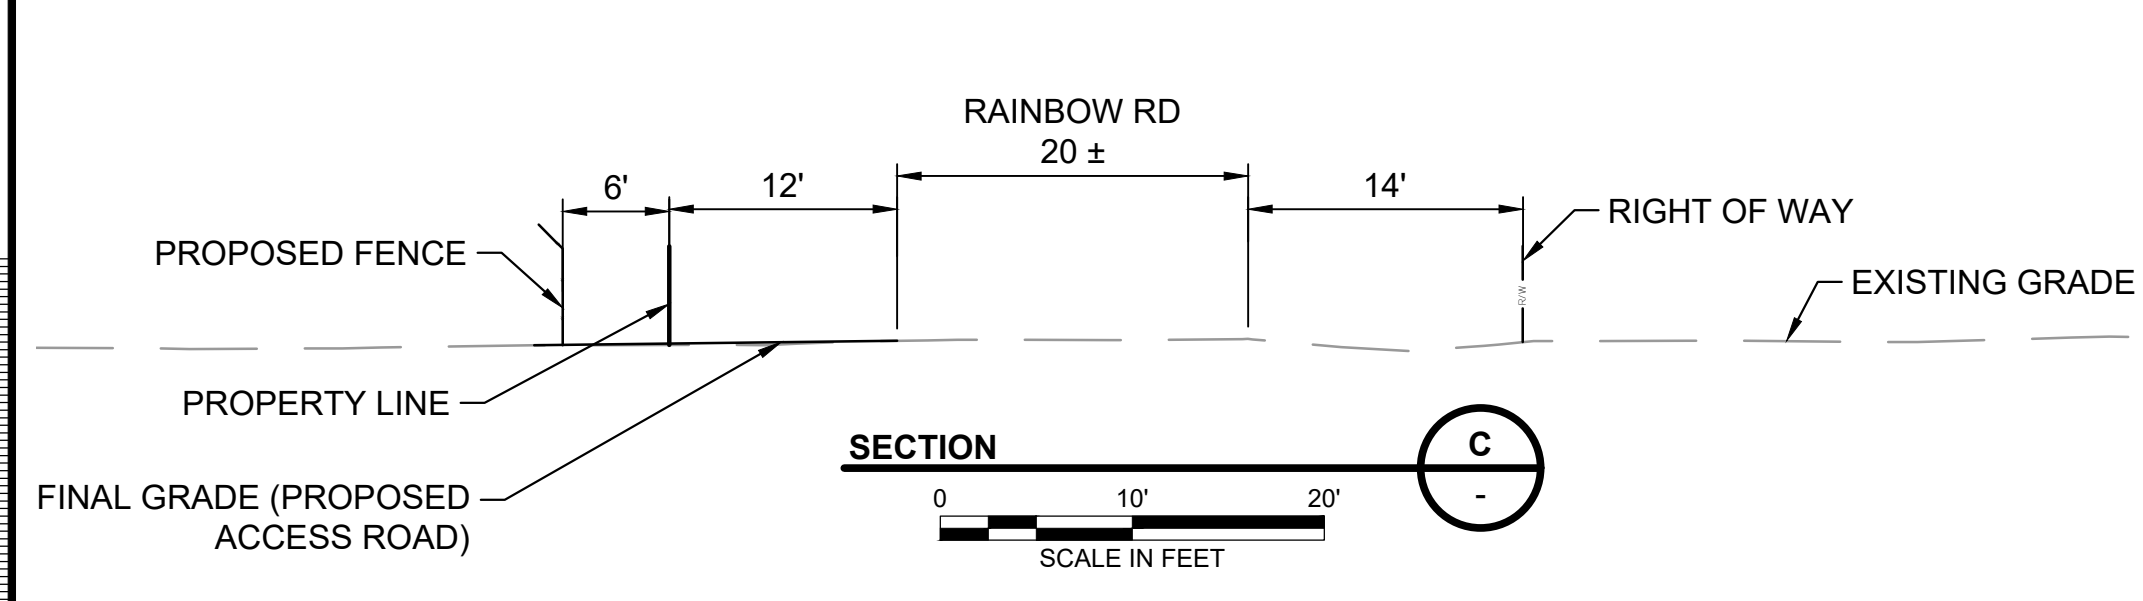 RAINBOW RD
20 ±
6'
12'
14'
RIGHT OF WAY
PROPOSED FENCE
EXISTING GRADE
R/W
PROPERTY LINE
SECTION
C
-
FINAL GRADE (PROPOSED
ACCESS ROAD)
0 10' 20'
SCALE IN FEET